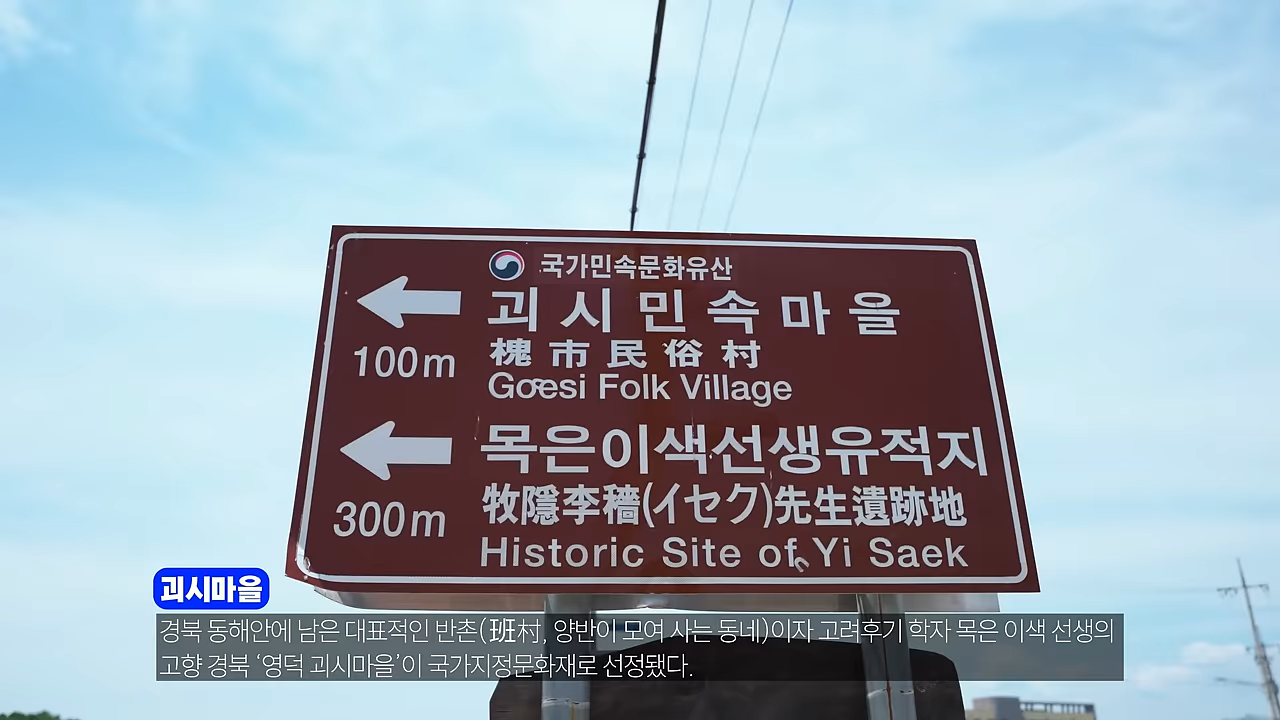 국가민속문화유산
괴시민속마을
槐市民俗村
Goesi Folk Village
100m
목은이색선생유적지
牧隱李穡(イセク)先生遺跡地
Historic Site of Yi Saek
300m
괴시마을
경북 동해안에 남은 대표적인 반촌(班村, 양반이 모여 사는 동네)이자 고려후기 학자 목은 이색 선생의
고향 경북 ‘영덕 괴시마을’이 국가지정문화재로 선정됐다.